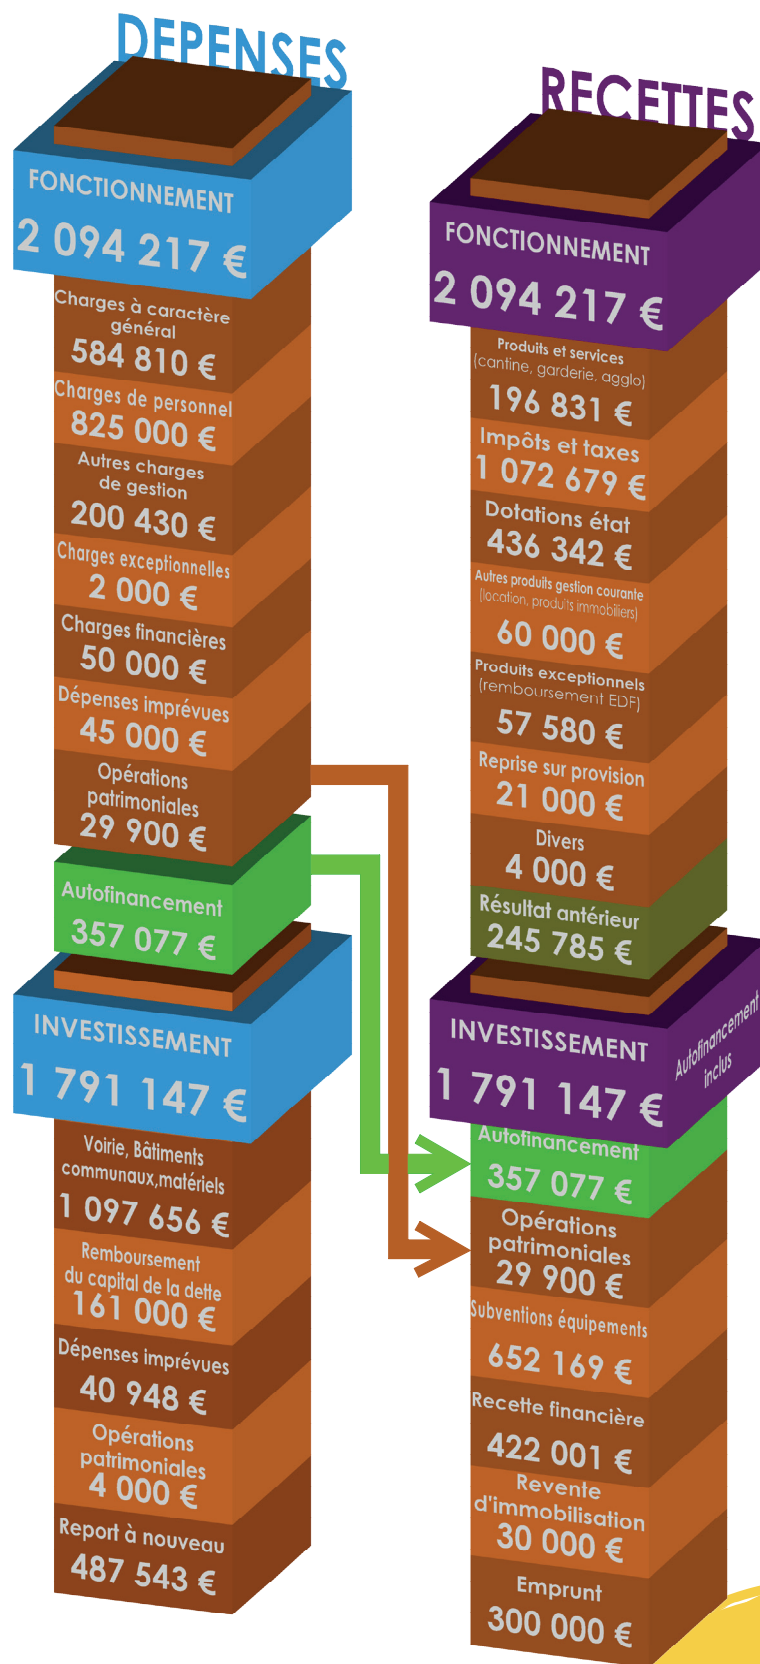 DEPENSES
FONCTIONNEMENT
2 094 217 €
Charges à caractère
général
584 810 €
Charges de personnel
825 000 €
Autres charges
de gestion
200 430 €
Charges exceptionnelles
2 000 €
Charges financières
50 000 €
Dépenses imprévues
45 000 €
Opérations
patrimoniales
29 900 €
Autofinancement
357 077 €
INVESTISSEMENT
1 791 147 €
Voirie, Bâtiments
communaux,matériels
1 097 656 €
Remboursement
du capital de la dette
161 000 €
Dépenses imprévues
40 948 €
Opérations
patrimoniales
4 000 €
Report à nouveau
487 543 €
RECETTES
FONCTIONNEMENT
2 094 217 €
Produits et services
(cantine, garderie, agglo)
196 831 €
Impôts et taxes
1 072 679 €
Dotations état
436 342 €
Autres produits gestion courante
(location, produits immobiliers)
60 000 €
Produits exceptionnels
(remboursement EDF)
57 580 €
Reprise sur provision
21 000 €
Divers
4 000 €
Résultat antérieur
245 785 €
INVESTISSEMENT
1 791 147 €
Autofinancement
inclus
Autofinancement
357 077 €
Opérations
patrimoniales
29 900 €
Subventions équipements
652 169 €
Recette financière
422 001 €
Revente
d'immobilisation
30 000 €
Emprunt
300 000 €